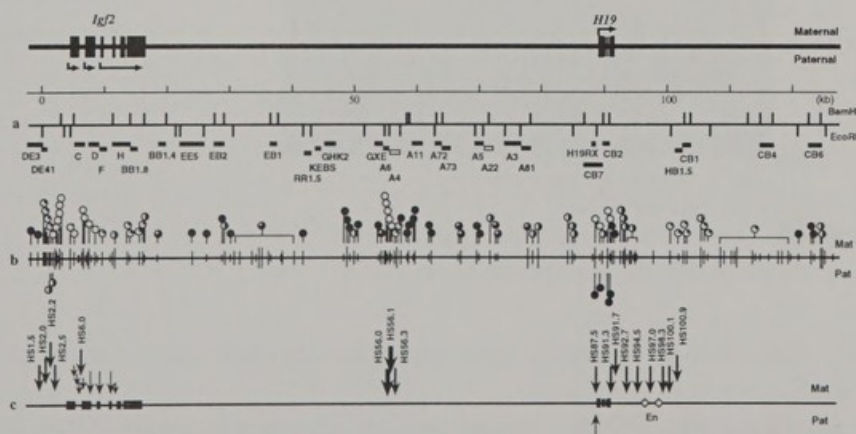 Igf2 H19
Maternal
Paternal
0 50 100 (kb)
a BamH
EcoR
DE3 C D H BB1.4 EE5 EB2 EB1 GHK2 GXE A11 A72 A5 A3 H19RX CB2 CB1 CB4 CB6
DE41 F BB1.8 RR1.5 KEBS A6 A4 A73 A22 A81 CB7 HB1.5
Mat
b
Pat
HS1.5 HS2.0 HS2.2 HS2.5 HS6.0 HS56.0 HS56.1 HS56.3 HS87.5 HS91.3 HS91.7 HS92.7 HS94.5 HS97.0 HS98.3 HS100.1 HS100.9
Mat
c
En
Pat